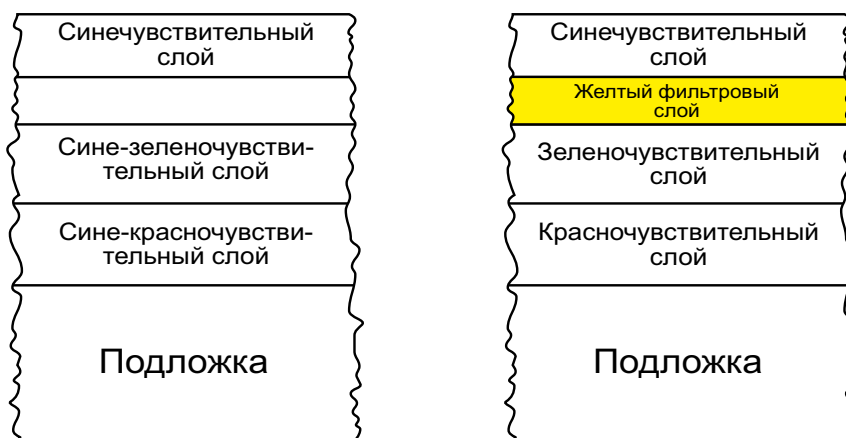 Синечувствительный
слой
Сине-зеленочувстви-
тельный слой
Сине-красночувстви-
тельный слой
Подложка
Синечувствительный
слой
Желтый фильтровый
слой
Зеленочувствительный
слой
Красночувствительный
слой
Подложка